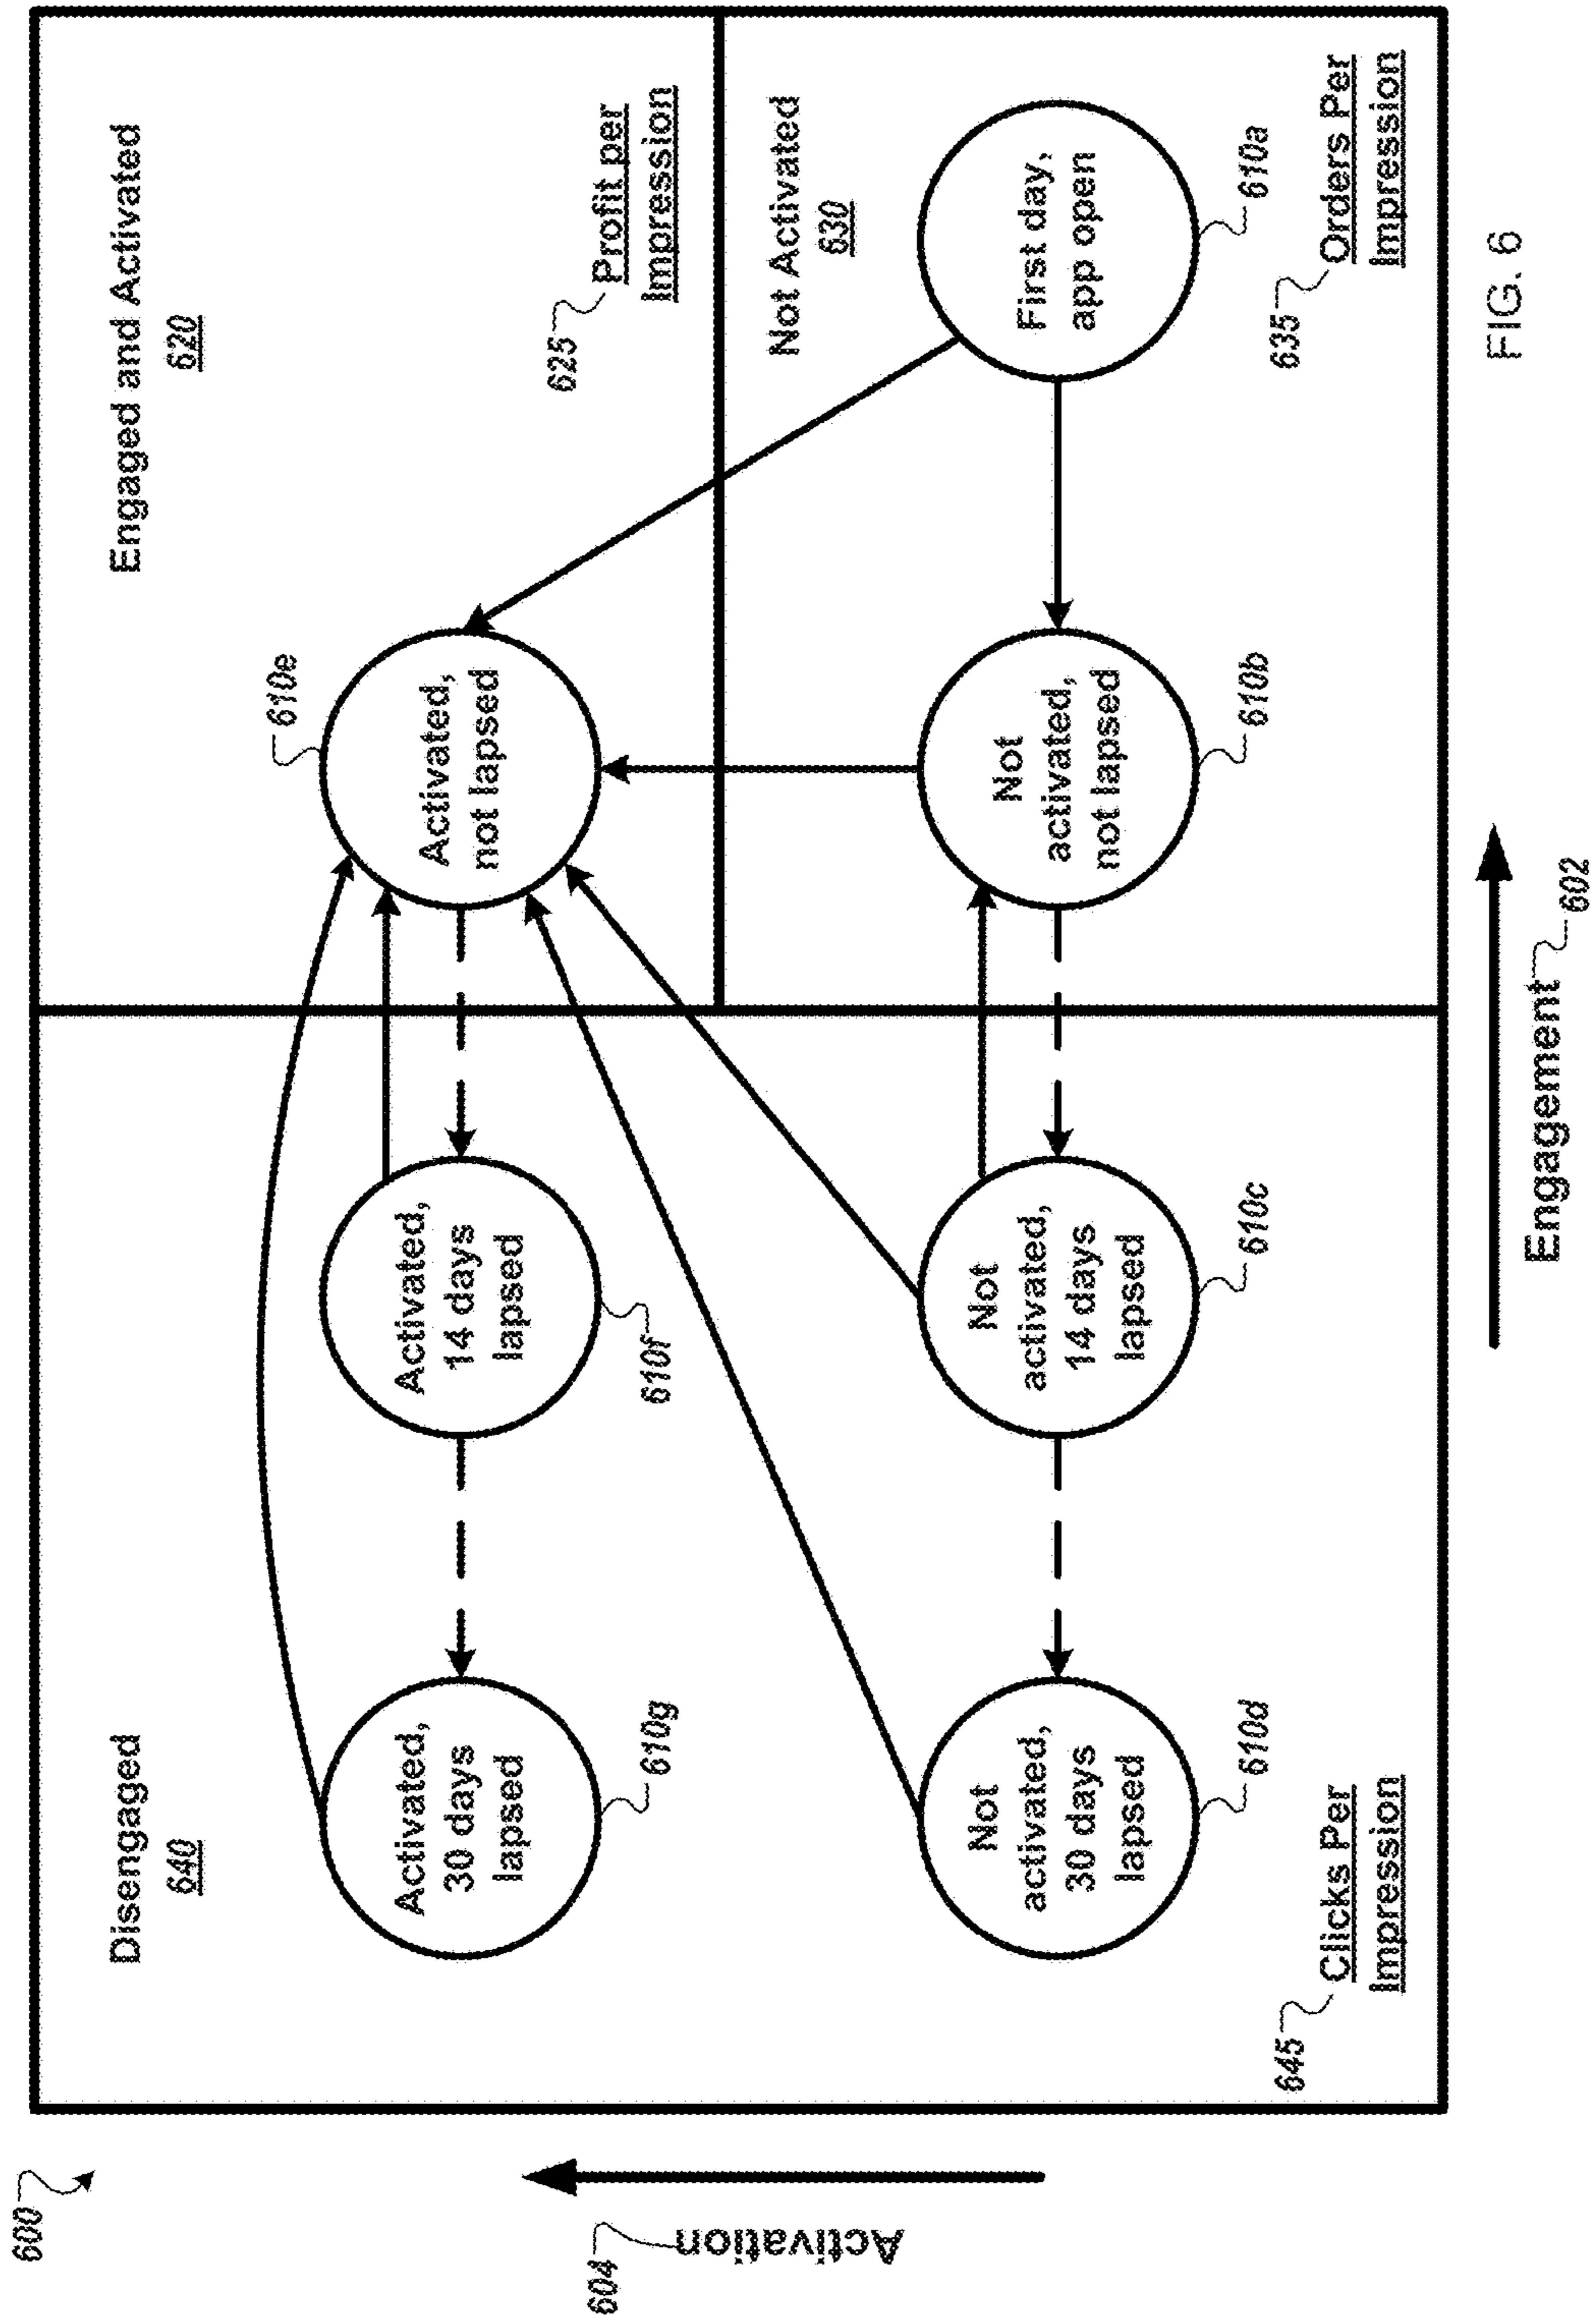 600
Disengaged
640
Engaged and Activated
620
610e
Activated,
30 days
lapsed
610g
Activated,
14 days
lapsed
610f
Activated,
not lapsed
625
Profit per
Impression
Not Activated
630
Not
activated,
30 days
lapsed
610d
Not
activated,
14 days
lapsed
610c
Not
activated,
not lapsed
610b
First day,
app open
610a
645
Clicks Per
Impression
635
Orders Per
Impression
604
Activation
Engagement
602
FIG. 6